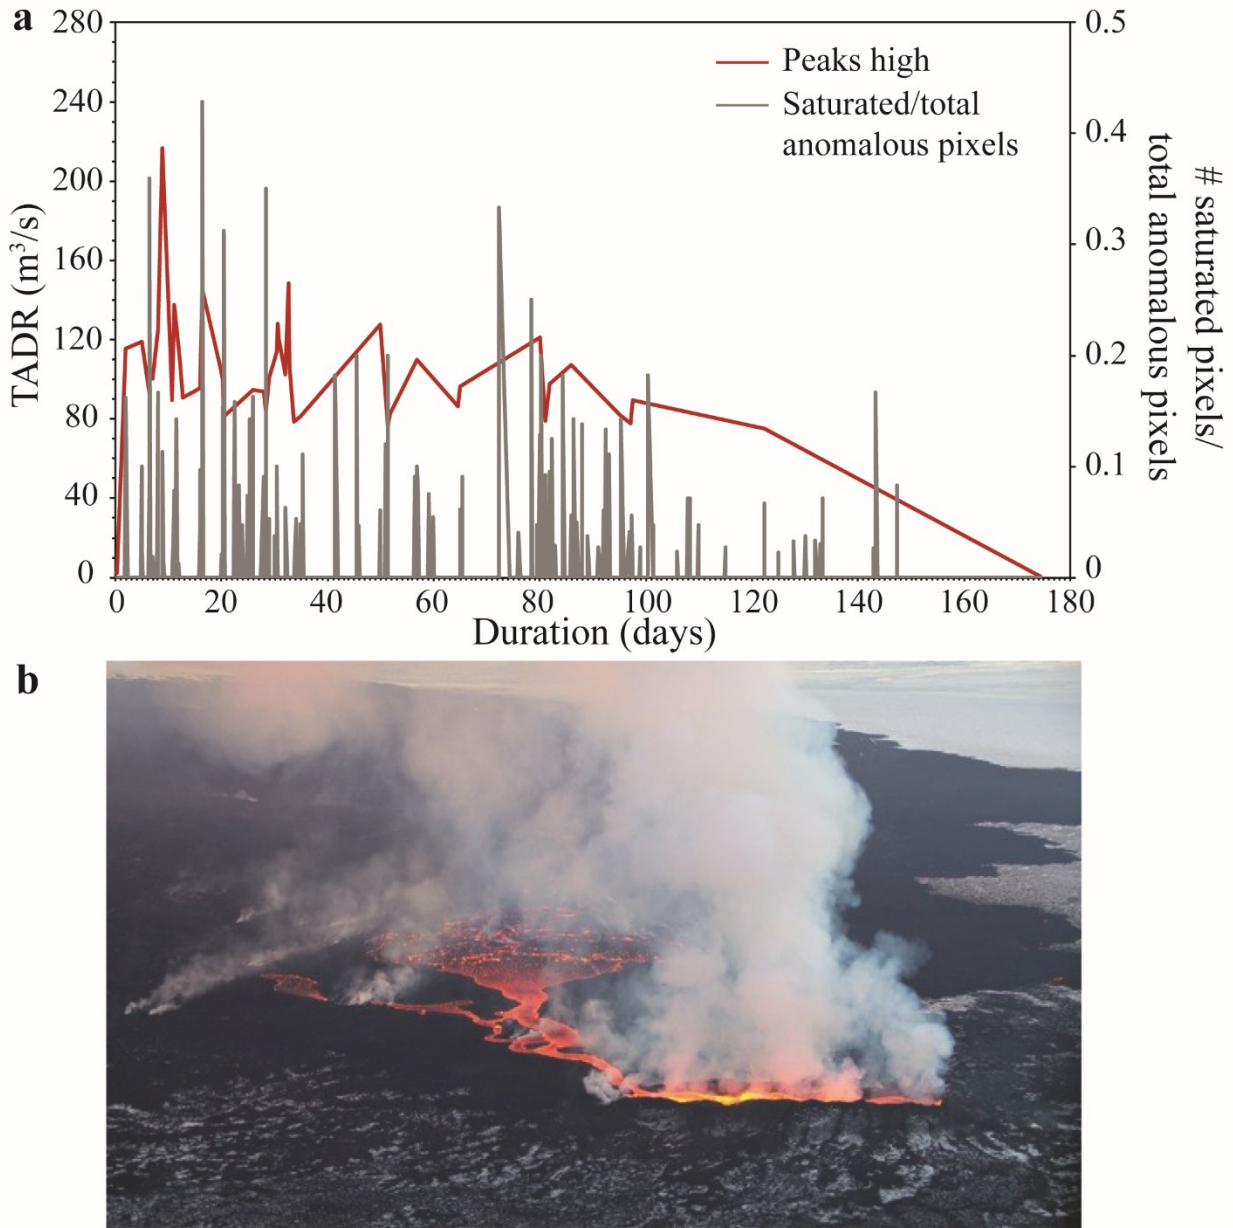 a
280
240
200
160
120
80
40
0
TADR (m³/s)
Peaks high
Saturated/total
anomalous pixels
0.5
0.4
0.3
0.2
0.1
0
# saturated pixels/
total anomalous pixels
0 20 40 60 80 100 120 140 160 180
Duration (days)
b